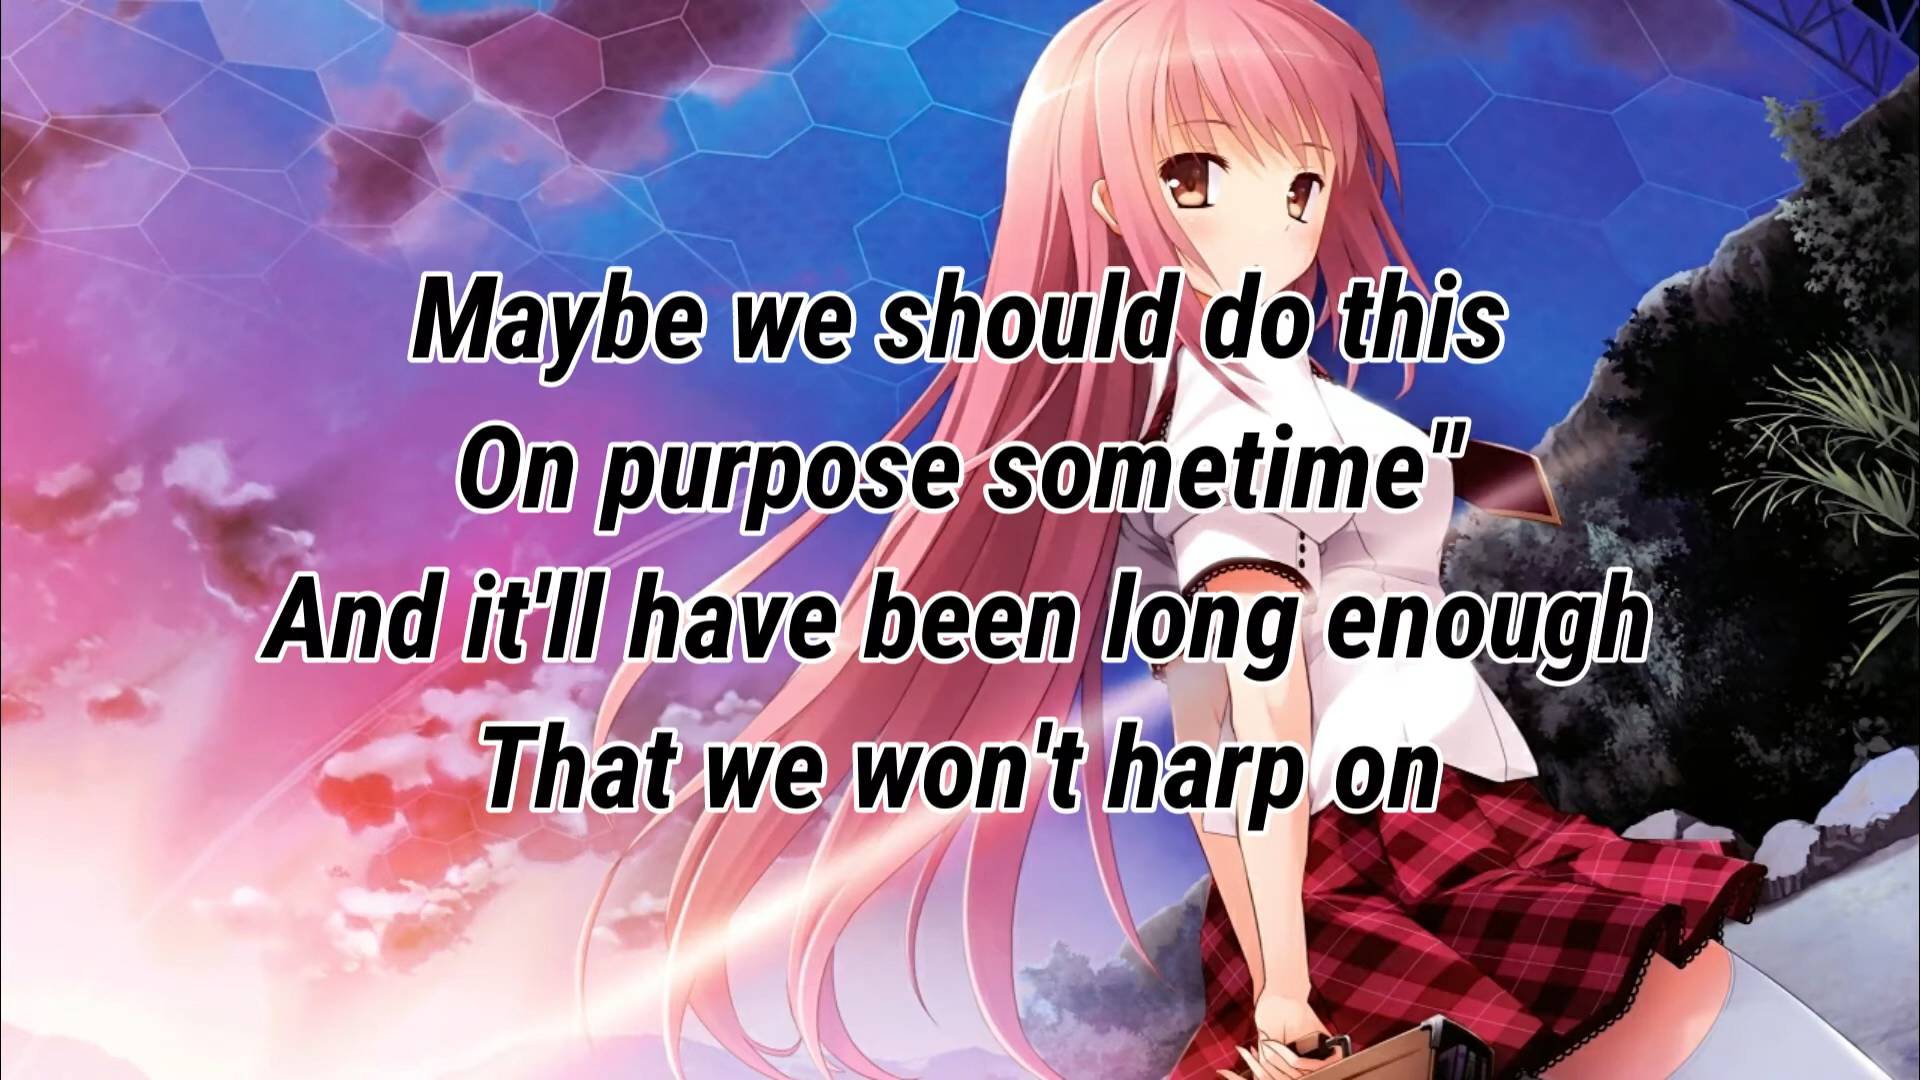 Maybe we should do this
On purpose sometime"
And it'll have been long enough
That we won't harp on